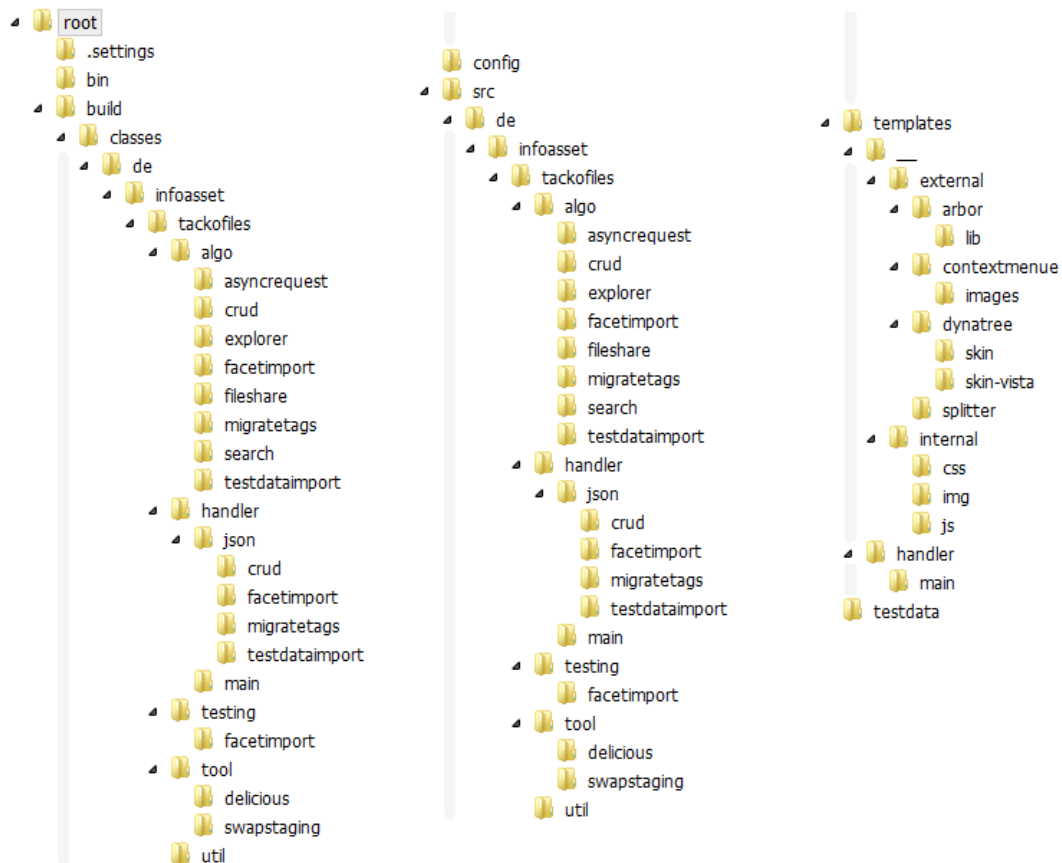 root
.settings
bin
build
classes
de
infoasset
tackofiles
algo
asyncrequest
crud
explorer
facetimport
fileshare
migratetags
search
testdataimport
handler
json
crud
facetimport
migratetags
testdataimport
main
testing
facetimport
tool
delicious
swapstaging
util
config
src
de
infoasset
tackofiles
algo
asyncrequest
crud
explorer
facetimport
fileshare
migratetags
search
testdataimport
handler
json
crud
facetimport
migratetags
testdataimport
main
testing
facetimport
tool
delicious
swapstaging
util
templates
__
external
arbor
lib
contextmenue
images
dynatree
skin
skin-vista
splitter
internal
css
img
js
handler
main
testdata